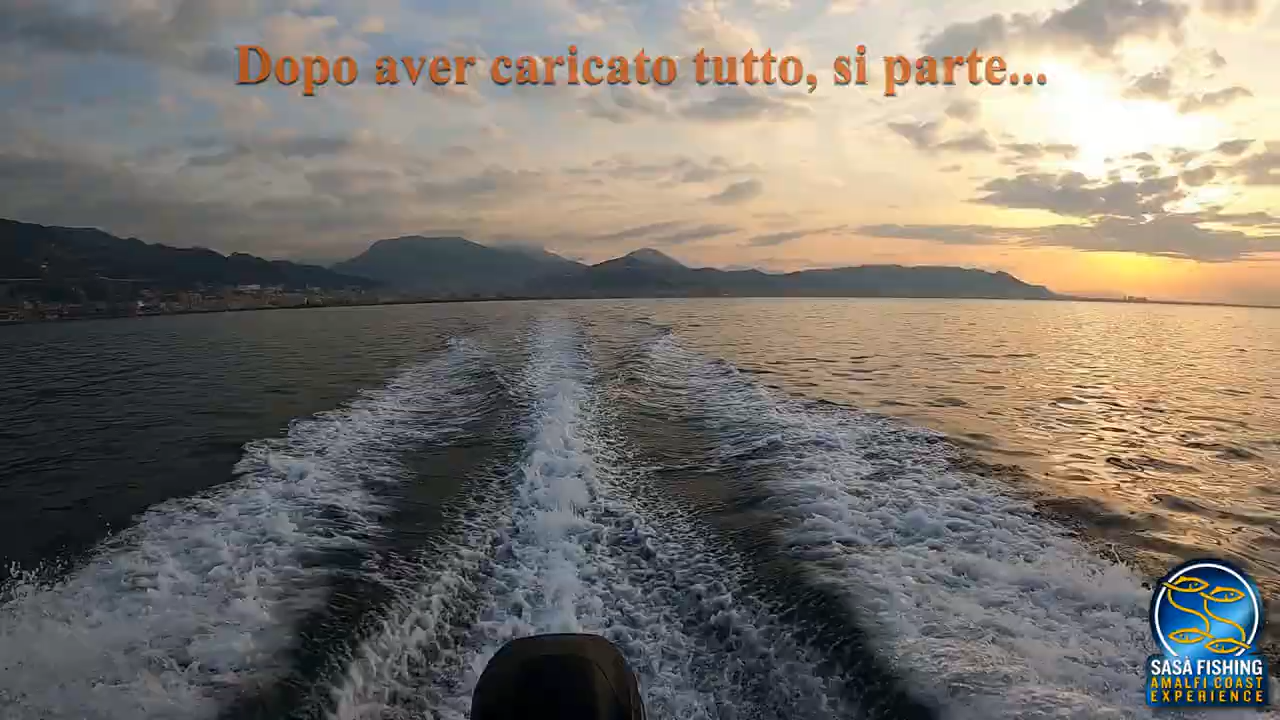 Dopo aver caricato tutto, si parte...
SASÀ FISHING
AMALFI COAST
EXPERIENCE